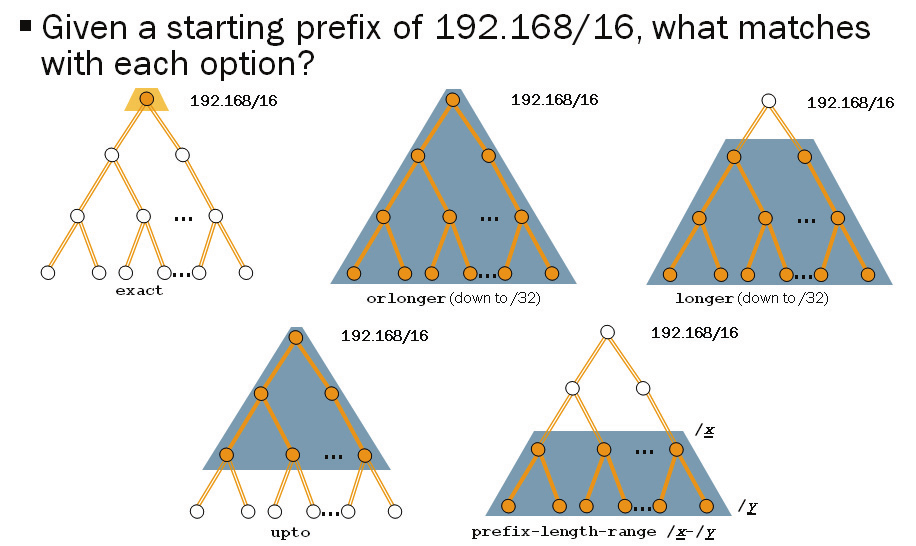 ▪ Given a starting prefix of 192.168/16, what matches
with each option?
192.168/16
...
...
exact
192.168/16
...
...
orlonger (down to /32)
192.168/16
...
...
longer (down to /32)
192.168/16
...
...
upto
192.168/16
/x
...
...
/y
prefix-length-range /x-/y